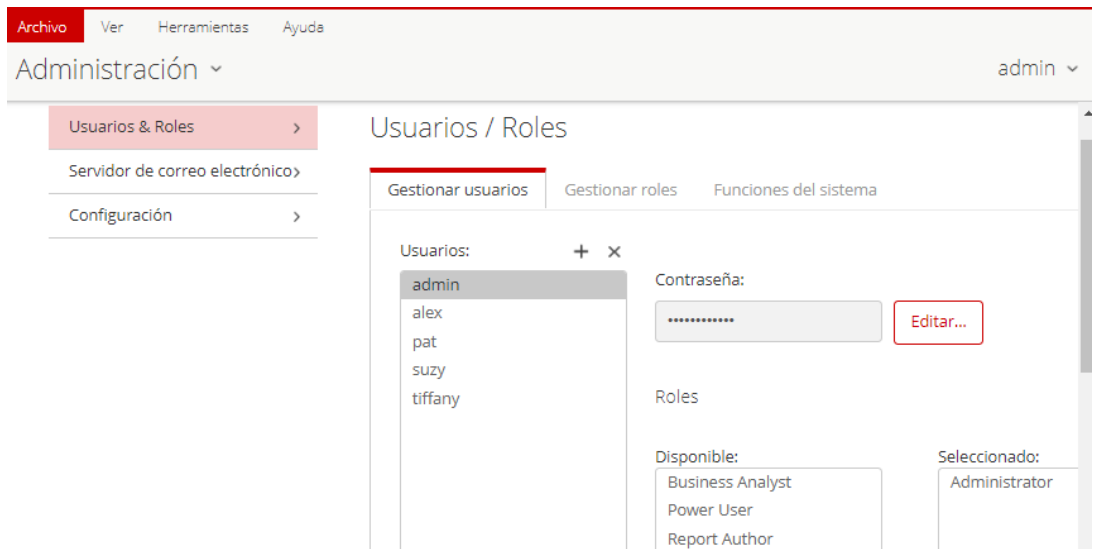 Archivo Ver Herramientas Ayuda
Administración admin
Usuarios & Roles
Servidor de correo electrónico
Configuración
Usuarios / Roles
Gestionar usuarios Gestionar roles Funciones del sistema
Usuarios:
admin
alex
pat
suzy
tiffany
Contraseña:
••••••••••••
Editar...
Roles
Disponible:
Business Analyst
Power User
Report Author
Seleccionado:
Administrator